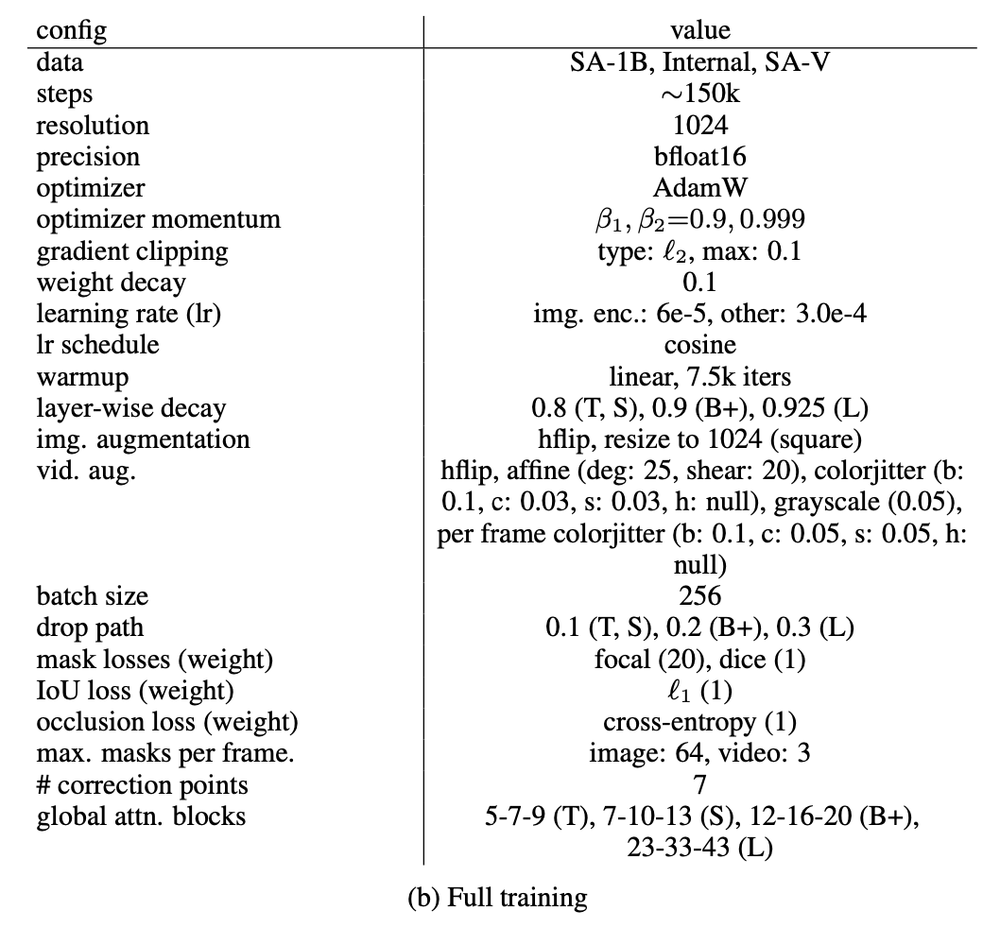 config value
data SA-1B, Internal, SA-V
steps ∼150k
resolution 1024
precision bfloat16
optimizer AdamW
optimizer momentum β₁, β₂=0.9, 0.999
gradient clipping type: ℓ₂, max: 0.1
weight decay 0.1
learning rate (lr) img. enc.: 6e-5, other: 3.0e-4
lr schedule cosine
warmup linear, 7.5k iters
layer-wise decay 0.8 (T, S), 0.9 (B+), 0.925 (L)
img. augmentation hflip, resize to 1024 (square)
vid. aug. hflip, affine (deg: 25, shear: 20), colorjitter (b:
0.1, c: 0.03, s: 0.03, h: null), grayscale (0.05),
per frame colorjitter (b: 0.1, c: 0.05, s: 0.05, h:
null)
batch size 256
drop path 0.1 (T, S), 0.2 (B+), 0.3 (L)
mask losses (weight) focal (20), dice (1)
IoU loss (weight) ℓ₁ (1)
occlusion loss (weight) cross-entropy (1)
max. masks per frame. image: 64, video: 3
# correction points 7
global attn. blocks 5-7-9 (T), 7-10-13 (S), 12-16-20 (B+),
23-33-43 (L)
(b) Full training